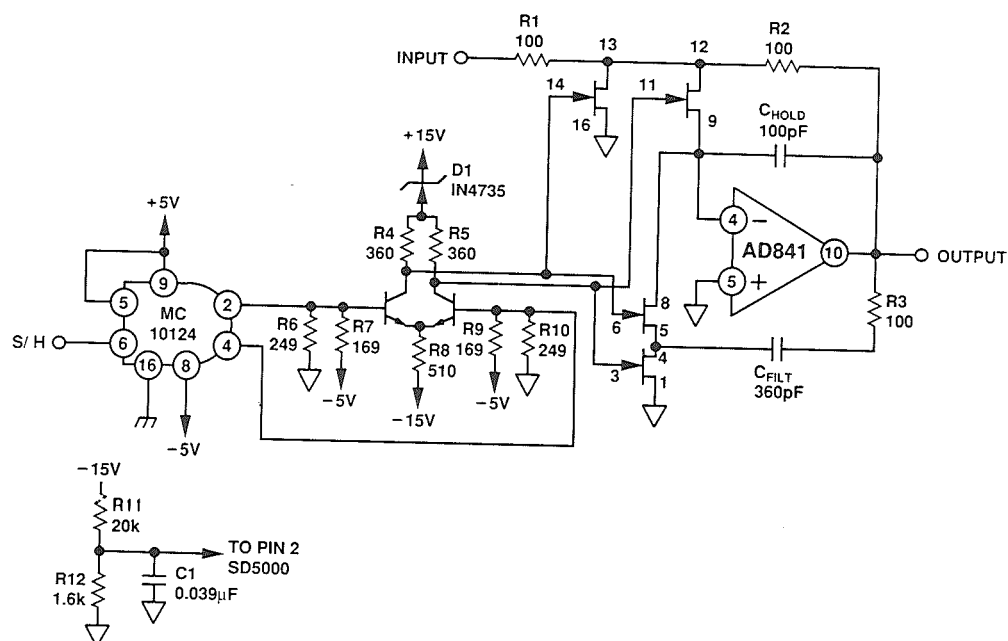 R1
100
13
12
R2
100
INPUT
14
11
16
9
C_HOLD
100pF
+15V
D1
IN4735
+5V
R4
360
R5
360
4
−
AD841
10
OUTPUT
5
+
9
5
2
MC
10124
6
4
S/ H
16
8
−5V
R6
249
R7
169
R8
510
R9
169
R10
249
−5V
−15V
−5V
8
6
5
4
3
1
R3
100
C_FILT
360pF
−15V
R11
20k
TO PIN 2
SD5000
R12
1.6k
C1
0.039μF